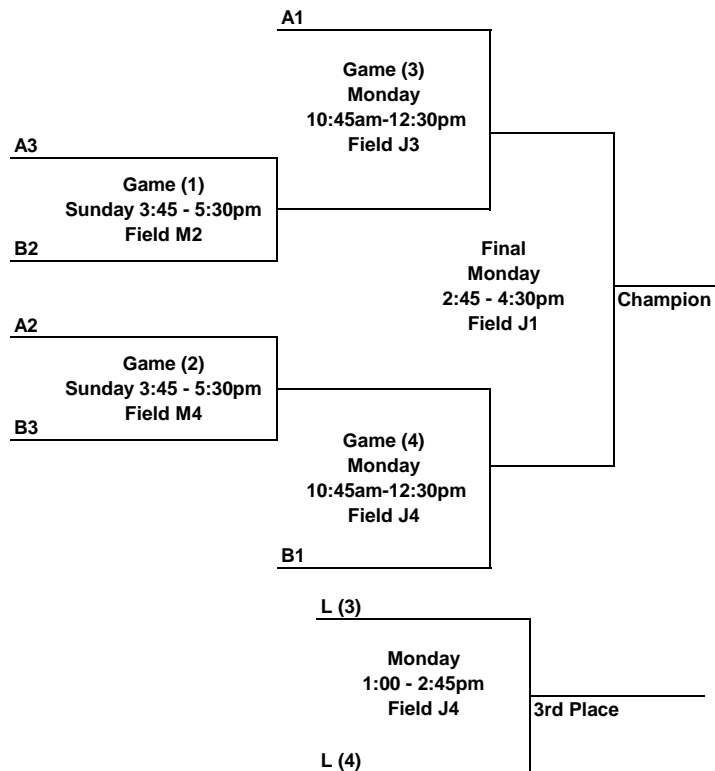 A1
Game (3)
Monday
10:45am-12:30pm
Field J3
A3
Game (1)
Sunday 3:45 - 5:30pm
Field M2
B2
Final
Monday
2:45 - 4:30pm
Field J1
Champion
A2
Game (2)
Sunday 3:45 - 5:30pm
Field M4
B3
Game (4)
Monday
10:45am-12:30pm
Field J4
B1
L (3)
Monday
1:00 - 2:45pm
Field J4
3rd Place
L (4)